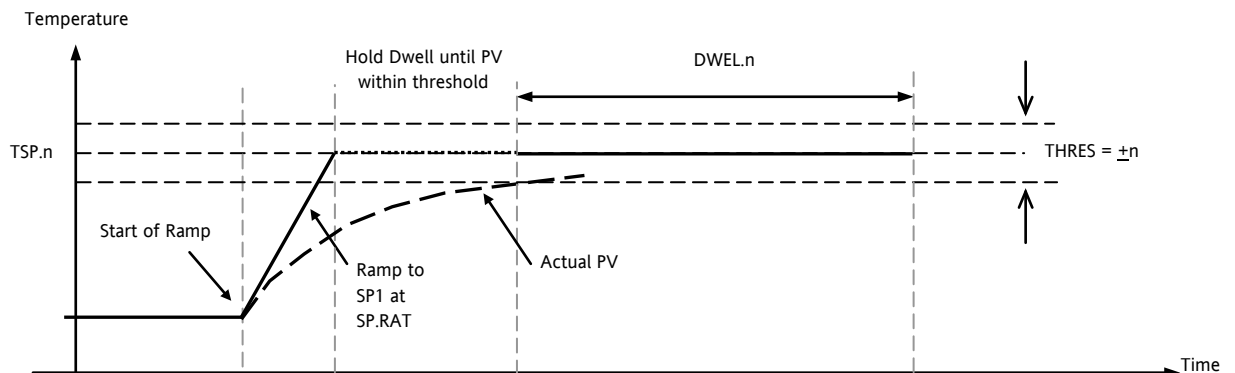 Temperature
Hold Dwell until PV
within threshold
DWEL.n
TSP.n
THRES = ±n
Start of Ramp
Ramp to
SP1 at
SP.RAT
Actual PV
Time